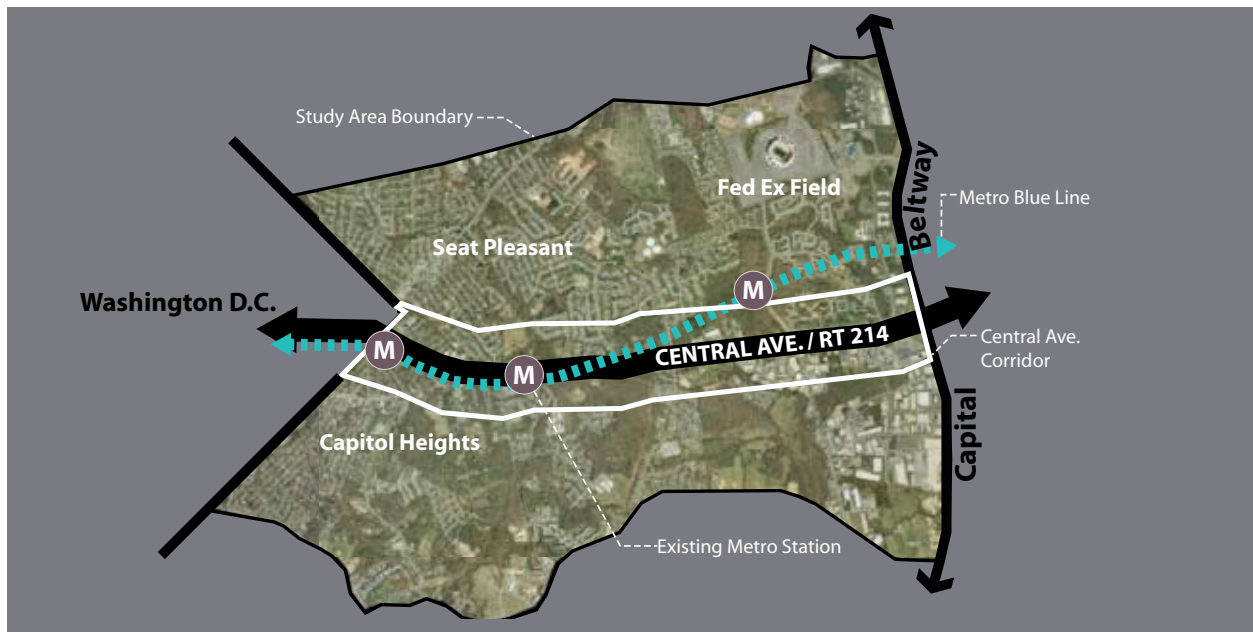 Study Area Boundary
Fed Ex Field
Beltway
Metro Blue Line
Seat Pleasant
Washington D.C.
M
M
M
CENTRAL AVE. / RT 214
Central Ave.
Corridor
Capitol Heights
Capital
Existing Metro Station